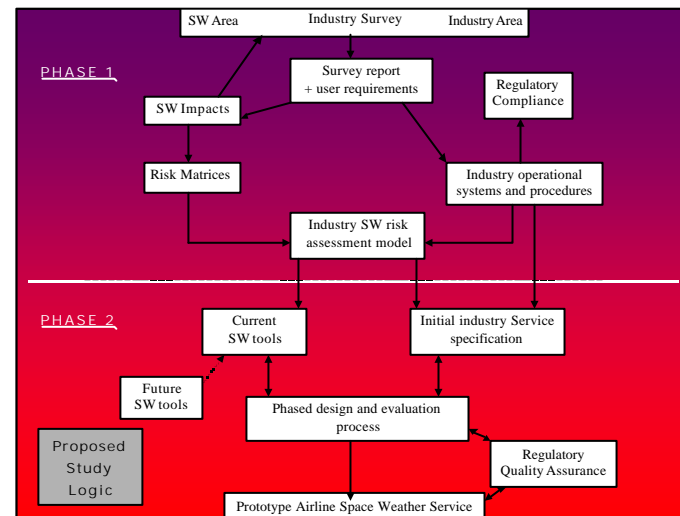 SW Area Industry Survey Industry Area
PHASE 1
Survey report
+ user requirements
Regulatory
Compliance
SW Impacts
Risk Matrices
Industry operational
systems and procedures
Industry SW risk
assessment model
PHASE 2
Current
SW tools
Initial industry Service
specification
Future
SW tools
Phased design and evaluation
process
Proposed
Study
Logic
Regulatory
Quality Assurance
Prototype Airline Space Weather Service